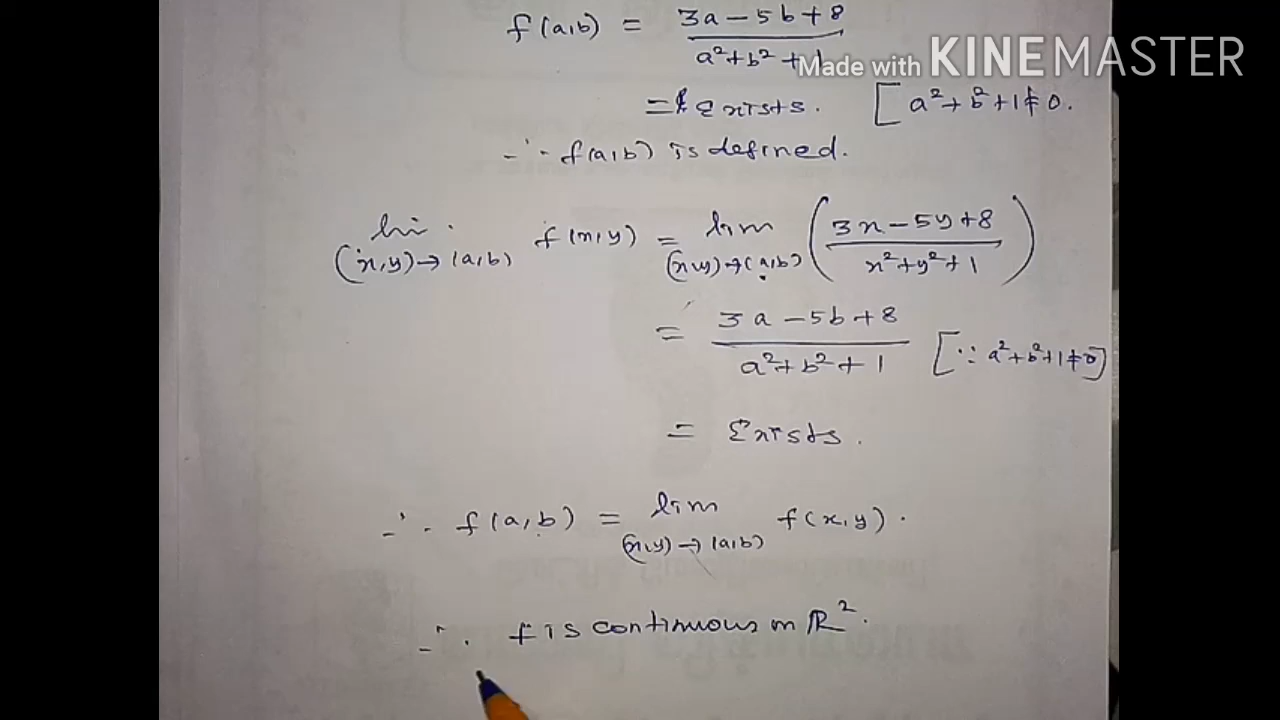 f(a,b) = (3a - 5b + 8)/(a² + b² + 1)
Made with KINEMASTER
= Exists. [a² + b² + 1 ≠ 0.
∴ f(a,b) is defined.
lim (x,y)→(a,b) f(x,y) = lim (x,y)→(a,b) ((3x - 5y + 8)/(x² + y² + 1))
= (3a - 5b + 8)/(a² + b² + 1) [∵ a² + b² + 1 ≠ 0]
= Exists.
∴ f(a,b) = lim (x,y)→(a,b) f(x,y).
∴ f is continuous on ℝ².